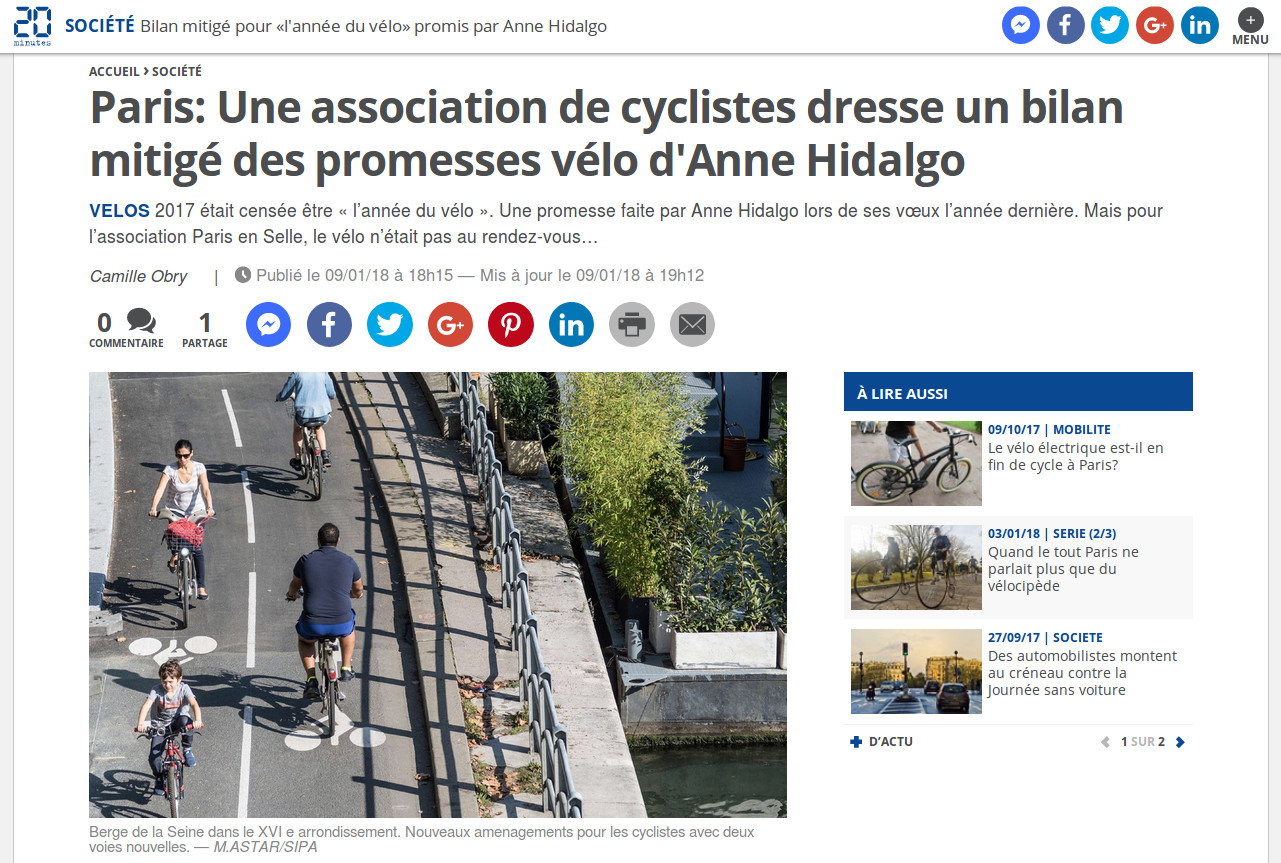 20
minutes
SOCIÉTÉ Bilan mitigé pour «l'année du vélo» promis par Anne Hidalgo
f
G+
in
+
MENU
ACCUEIL › SOCIÉTÉ
Paris: Une association de cyclistes dresse un bilan
mitigé des promesses vélo d'Anne Hidalgo
VELOS 2017 était censée être « l’année du vélo ». Une promesse faite par Anne Hidalgo lors de ses vœux l’année dernière. Mais pour
l’association Paris en Selle, le vélo n’était pas au rendez-vous…
Camille Obry | Publié le 09/01/18 à 18h15 — Mis à jour le 09/01/18 à 19h12
0
COMMENTAIRE
1
PARTAGE
f
G+
in
À LIRE AUSSI
09/10/17 | MOBILITE
Le vélo électrique est-il en
fin de cycle à Paris?
03/01/18 | SERIE (2/3)
Quand le tout Paris ne
parlait plus que du
vélocipède
27/09/17 | SOCIETE
Des automobilistes montent
au créneau contre la
Journée sans voiture
D’ACTU
1 SUR 2
Berge de la Seine dans le XVI e arrondissement. Nouveaux amenagements pour les cyclistes avec deux
voies nouvelles. — M.ASTAR/SIPA